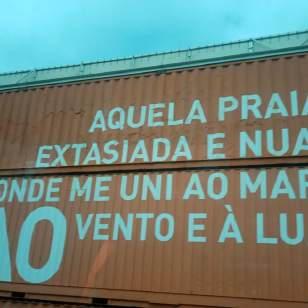 AQUELA PRAIA
EXTASIADA E NUA
ONDE ME UNI AO MAR
AO VENTO E À LU